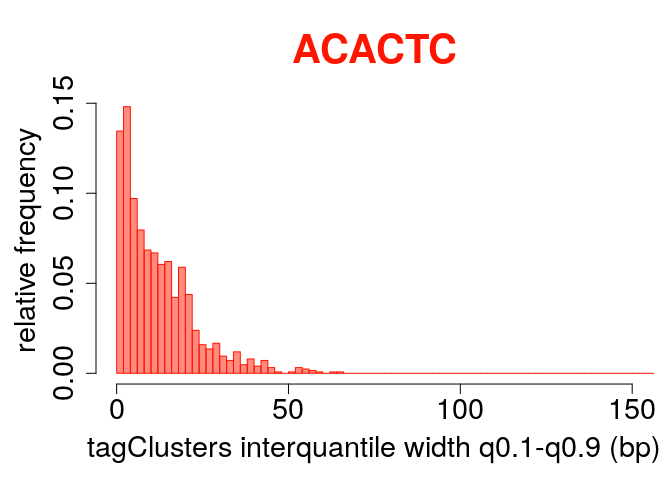 ACACTC
relative frequency
0.15
0.10
0.05
0.00
0 50 100 150
tagClusters interquantile width q0.1-q0.9 (bp)